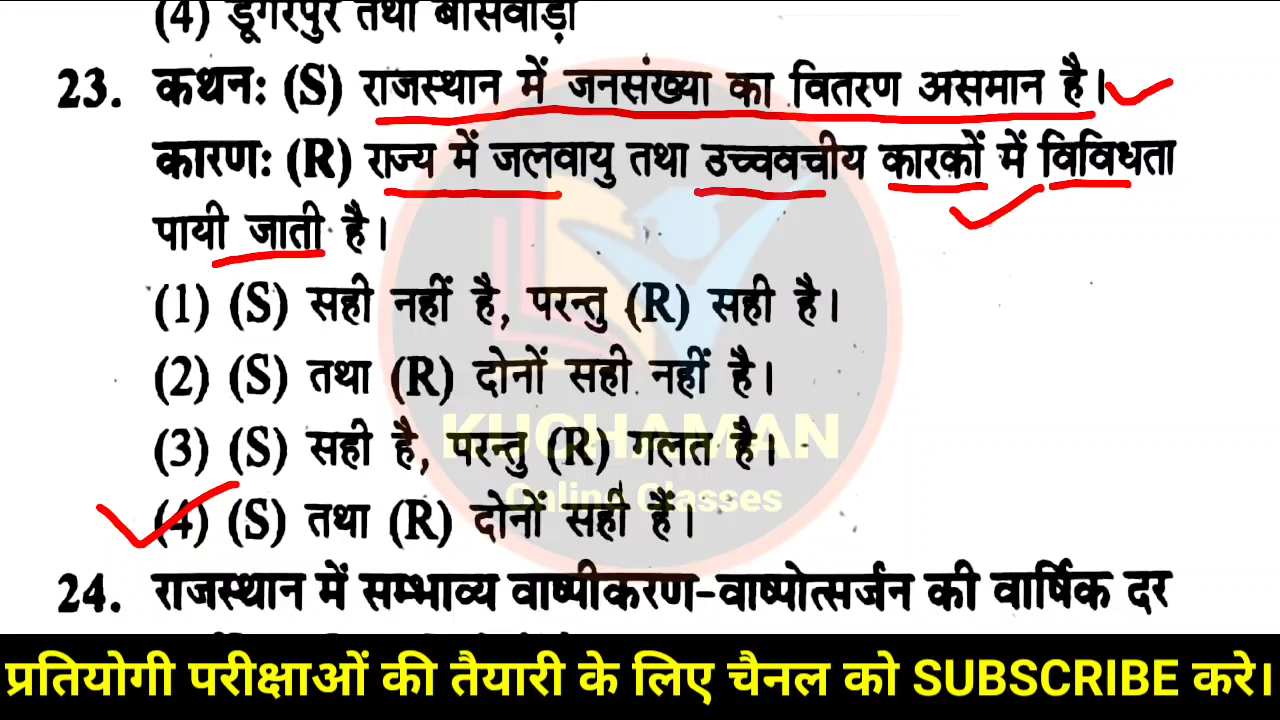 (4) डूंगरपुर तथा बाँसवाड़ा
23. कथन: (S) राजस्थान में जनसंख्या का वितरण असमान है।
कारण: (R) राज्य में जलवायु तथा उच्चवचीय कारकों में विविधता
पायी जाती है।
(1) (S) सही नहीं है, परन्तु (R) सही है।
(2) (S) तथा (R) दोनों सही नहीं है।
(3) (S) सही है, परन्तु (R) गलत है।
(4) (S) तथा (R) दोनों सही हैं।
KUCHAMAN
Online Classes
24. राजस्थान में सम्भाव्य वाष्पीकरण-वाष्पोत्सर्जन की वार्षिक दर
प्रतियोगी परीक्षाओं की तैयारी के लिए चैनल को SUBSCRIBE करे।